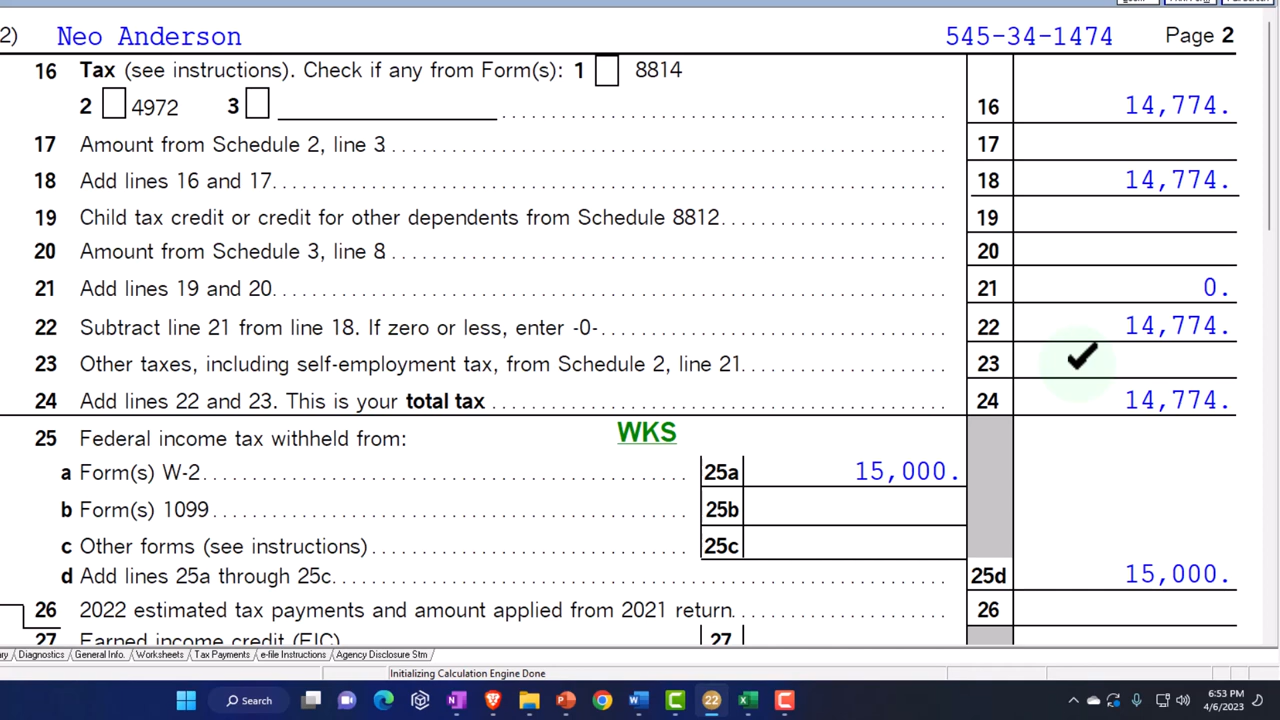 2) Neo Anderson 545-34-1474 Page 2
16 Tax (see instructions). Check if any from Form(s): 1 8814
2 4972 3 16 14,774.
17 Amount from Schedule 2, line 3 17
18 Add lines 16 and 17 18 14,774.
19 Child tax credit or credit for other dependents from Schedule 8812 19
20 Amount from Schedule 3, line 8 20
21 Add lines 19 and 20 21 0.
22 Subtract line 21 from line 18. If zero or less, enter -0- 22 14,774.
23 Other taxes, including self-employment tax, from Schedule 2, line 21 23
24 Add lines 22 and 23. This is your total tax 24 14,774.
25 Federal income tax withheld from: WKS
a Form(s) W-2 25a 15,000.
b Form(s) 1099 25b
c Other forms (see instructions) 25c
d Add lines 25a through 25c 25d 15,000.
26 2022 estimated tax payments and amount applied from 2021 return 26
27 Earned income credit (EIC) 27
ry Diagnostics General Info. Worksheets Tax Payments e-file Instructions Agency Disclosure Stm
Initializing Calculation Engine Done
Search 22 6:53 PM
4/6/2023